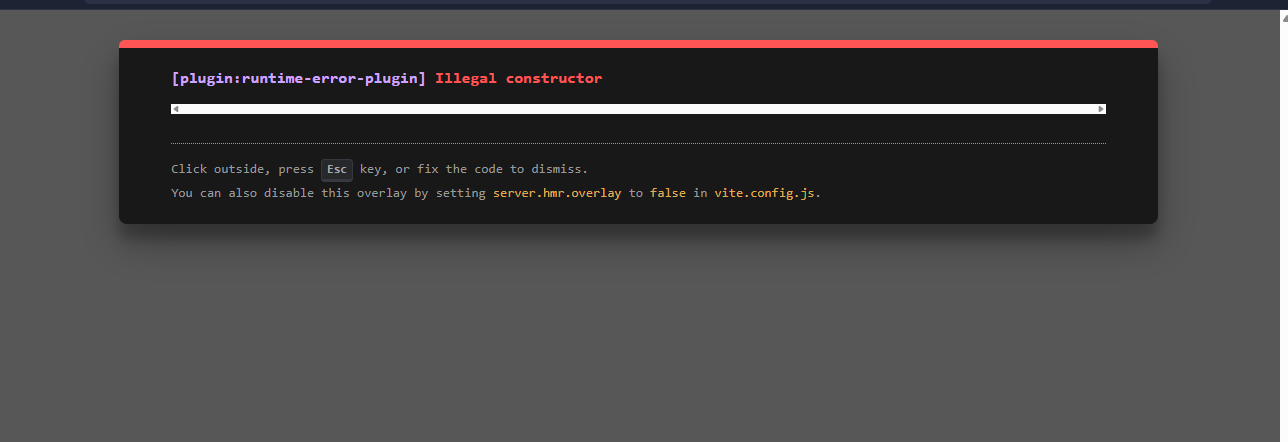 [plugin:runtime-error-plugin] Illegal constructor
Click outside, press Esc key, or fix the code to dismiss.
You can also disable this overlay by setting server.hmr.overlay to false in vite.config.js.